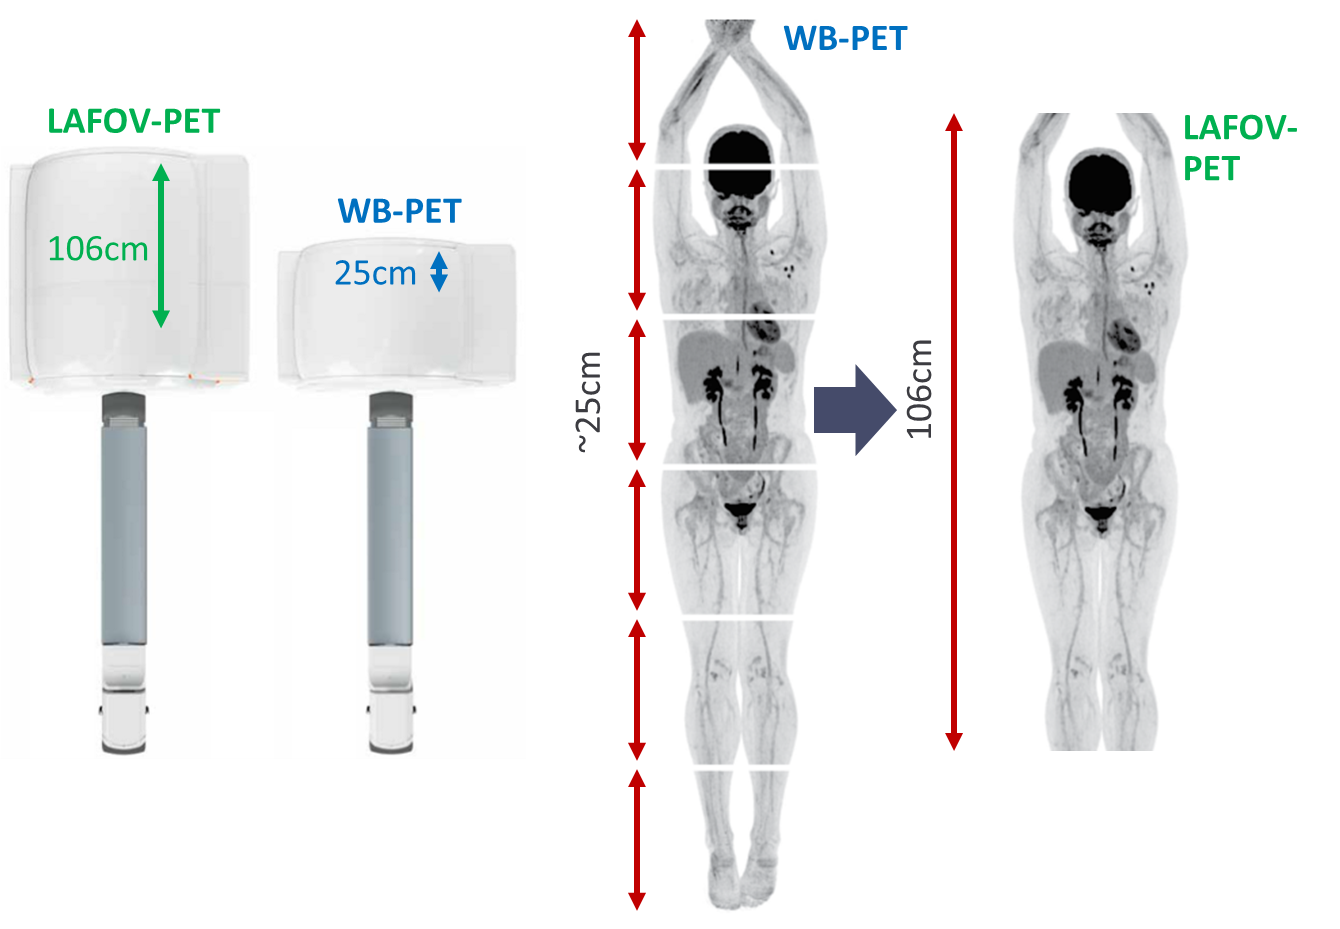 LAFOV-PET
106cm
WB-PET
25cm
~25cm
WB-PET
106cm
LAFOV-
PET